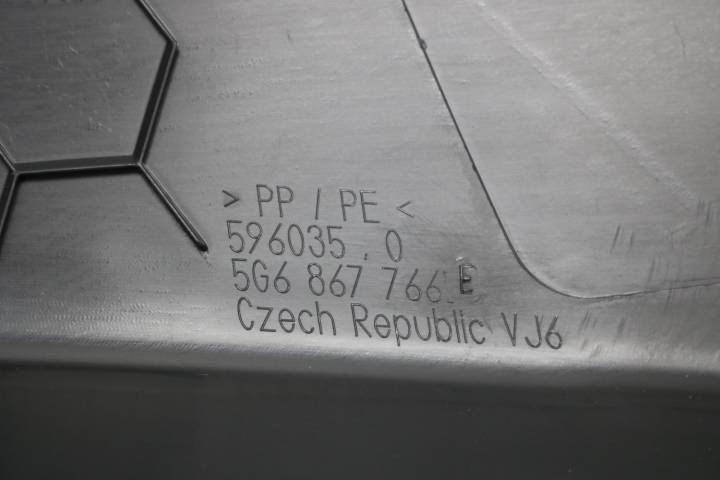 > PP / PE <
596035.0
5G6 867 766 E
Czech Republic VJ6